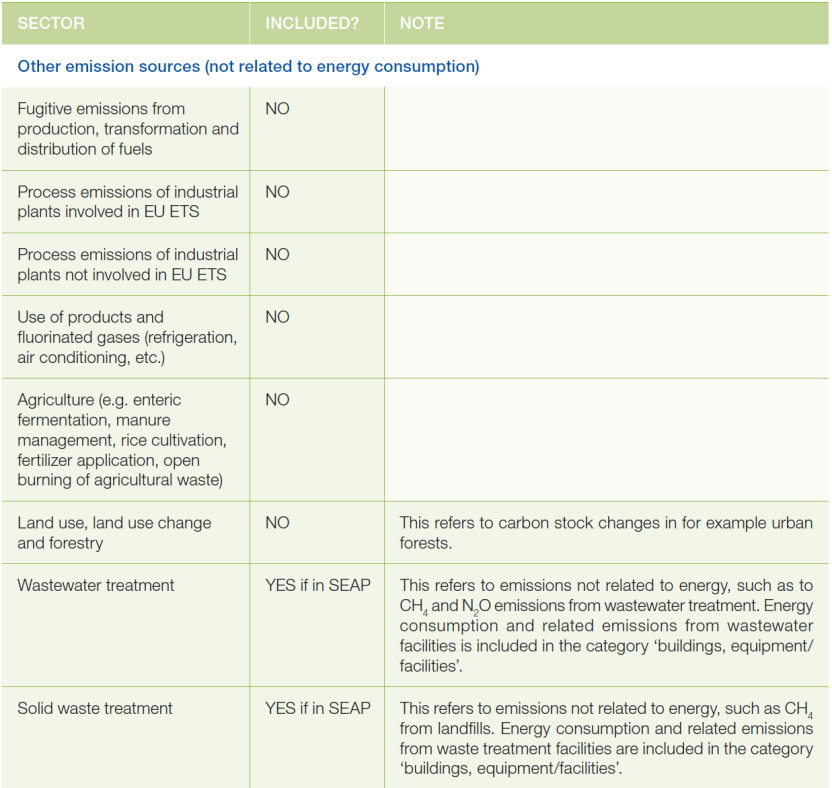 SECTOR INCLUDED? NOTE
Other emission sources (not related to energy consumption)
Fugitive emissions from NO
production, transformation and
distribution of fuels
Process emissions of industrial NO
plants involved in EU ETS
Process emissions of industrial NO
plants not involved in EU ETS
Use of products and NO
fluorinated gases (refrigeration,
air conditioning, etc.)
Agriculture (e.g. enteric NO
fermentation, manure
management, rice cultivation,
fertilizer application, open
burning of agricultural waste)
Land use, land use change NO This refers to carbon stock changes in for example urban
and forestry forests.
Wastewater treatment YES if in SEAP This refers to emissions not related to energy, such as to
CH₄ and N₂O emissions from wastewater treatment. Energy
consumption and related emissions from wastewater
facilities is included in the category ‘buildings, equipment/
facilities’.
Solid waste treatment YES if in SEAP This refers to emissions not related to energy, such as CH₄
from landfills. Energy consumption and related emissions
from waste treatment facilities are included in the category
‘buildings, equipment/facilities’.